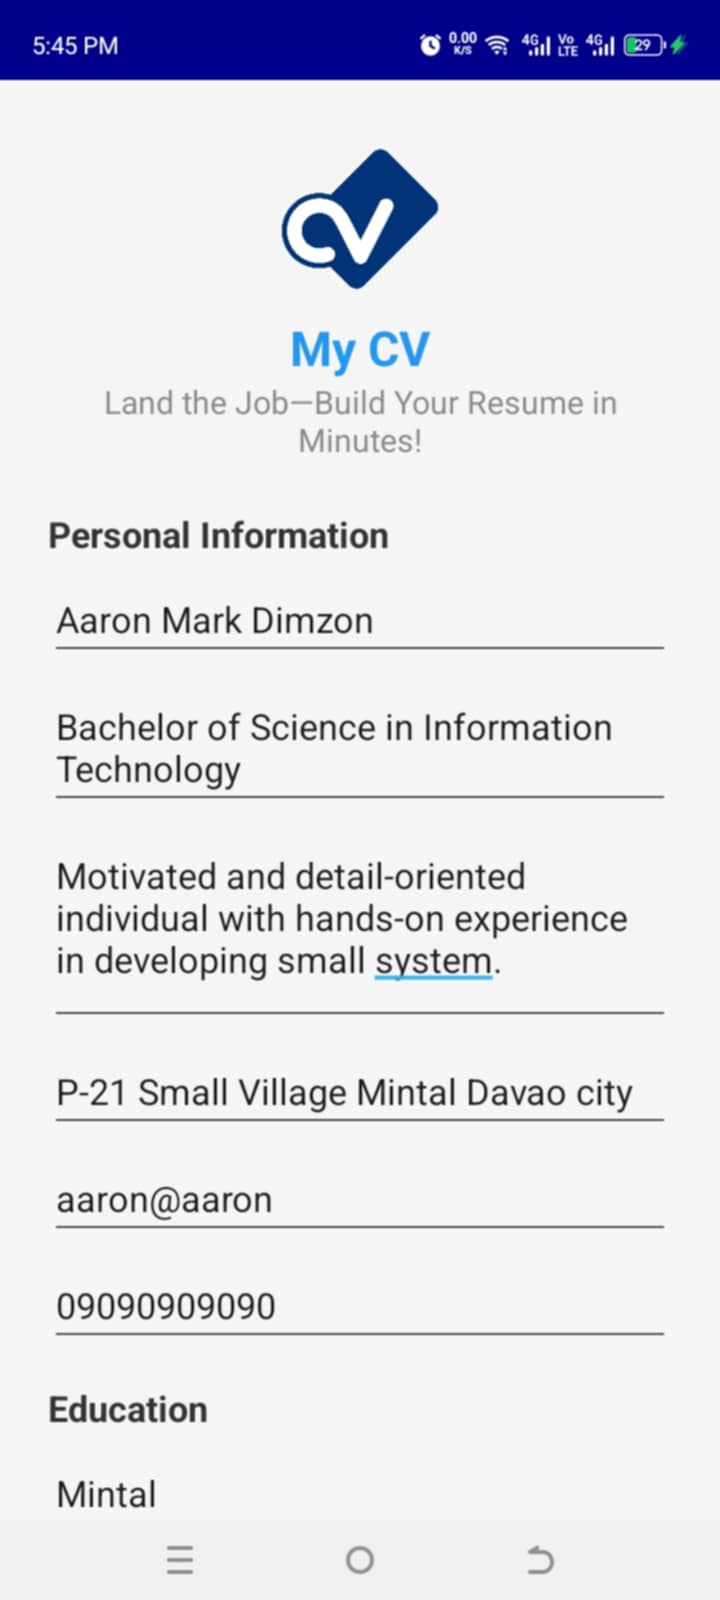 5:45 PM
0.00
K/S
4G
Vo
LTE
4G
29
CV
My CV
Land the Job—Build Your Resume in
Minutes!
Personal Information
Aaron Mark Dimzon
Bachelor of Science in Information
Technology
Motivated and detail-oriented
individual with hands-on experience
in developing small system.
P-21 Small Village Mintal Davao city
aaron@aaron
09090909090
Education
Mintal